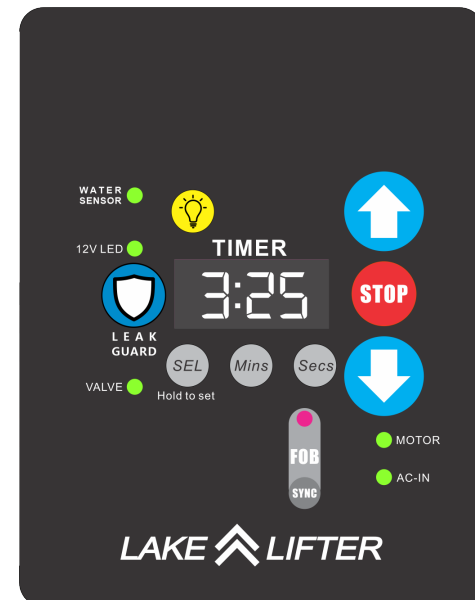 WATER
SENSOR
12V LED
TIMER
3:25
STOP
LEAK
GUARD
SEL
Mins
Secs
Hold to set
VALVE
FOB
SYNC
MOTOR
AC-IN
LAKE LIFTER